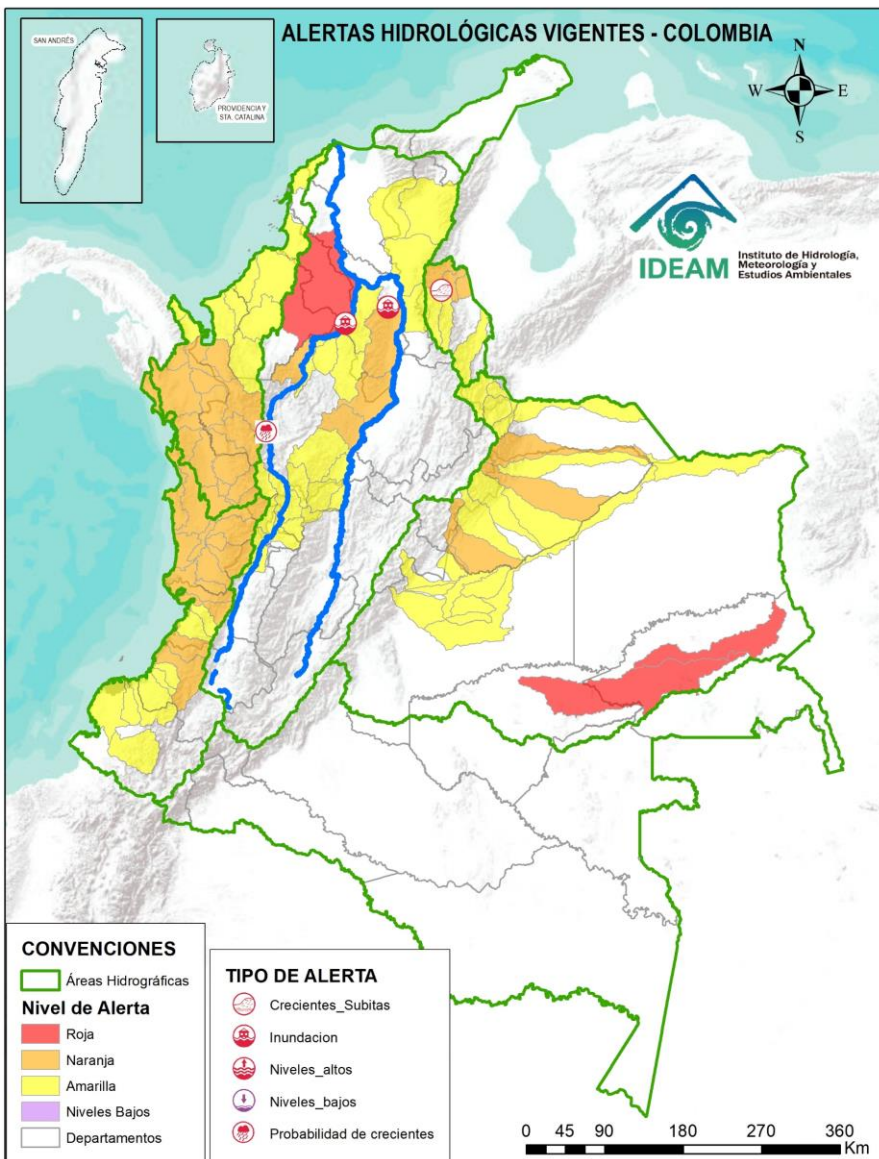 ALERTAS HIDROLÓGICAS VIGENTES - COLOMBIA
SAN ANDRÉS
PROVIDENCIA Y
STA. CATALINA
N
W E
S
IDEAM
Instituto de Hidrología,
Meteorología y
Estudios Ambientales
CONVENCIONES
Áreas Hidrográficas
Nivel de Alerta
Roja
Naranja
Amarilla
Niveles Bajos
Departamentos
TIPO DE ALERTA
Crecientes_Subitas
Inundacion
Niveles_altos
Niveles_bajos
Probabilidad de crecientes
0 45 90 180 270 360
Km